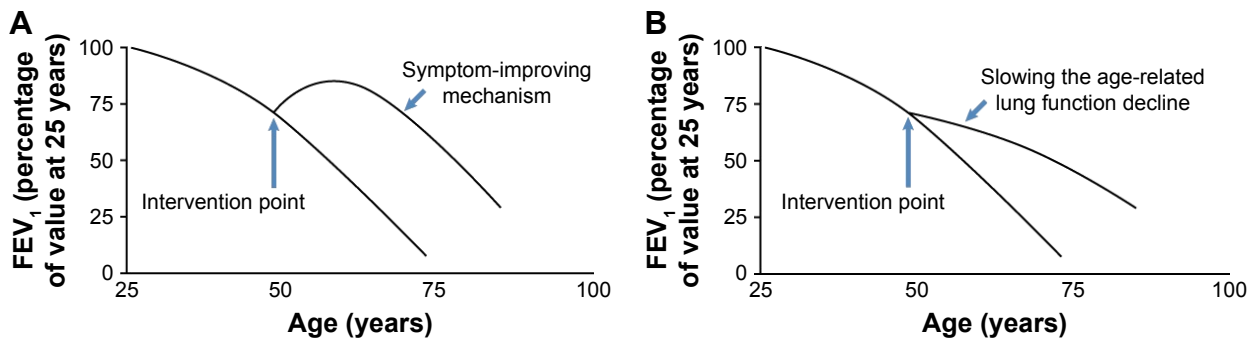 A
FEV1 (percentage
of value at 25 years)
100
75
50
25
0
Symptom-improving
mechanism
Intervention point
25
50
75
100
Age (years)
B
FEV1 (percentage
of value at 25 years)
100
75
50
25
0
Slowing the age-related
lung function decline
Intervention point
25
50
75
100
Age (years)